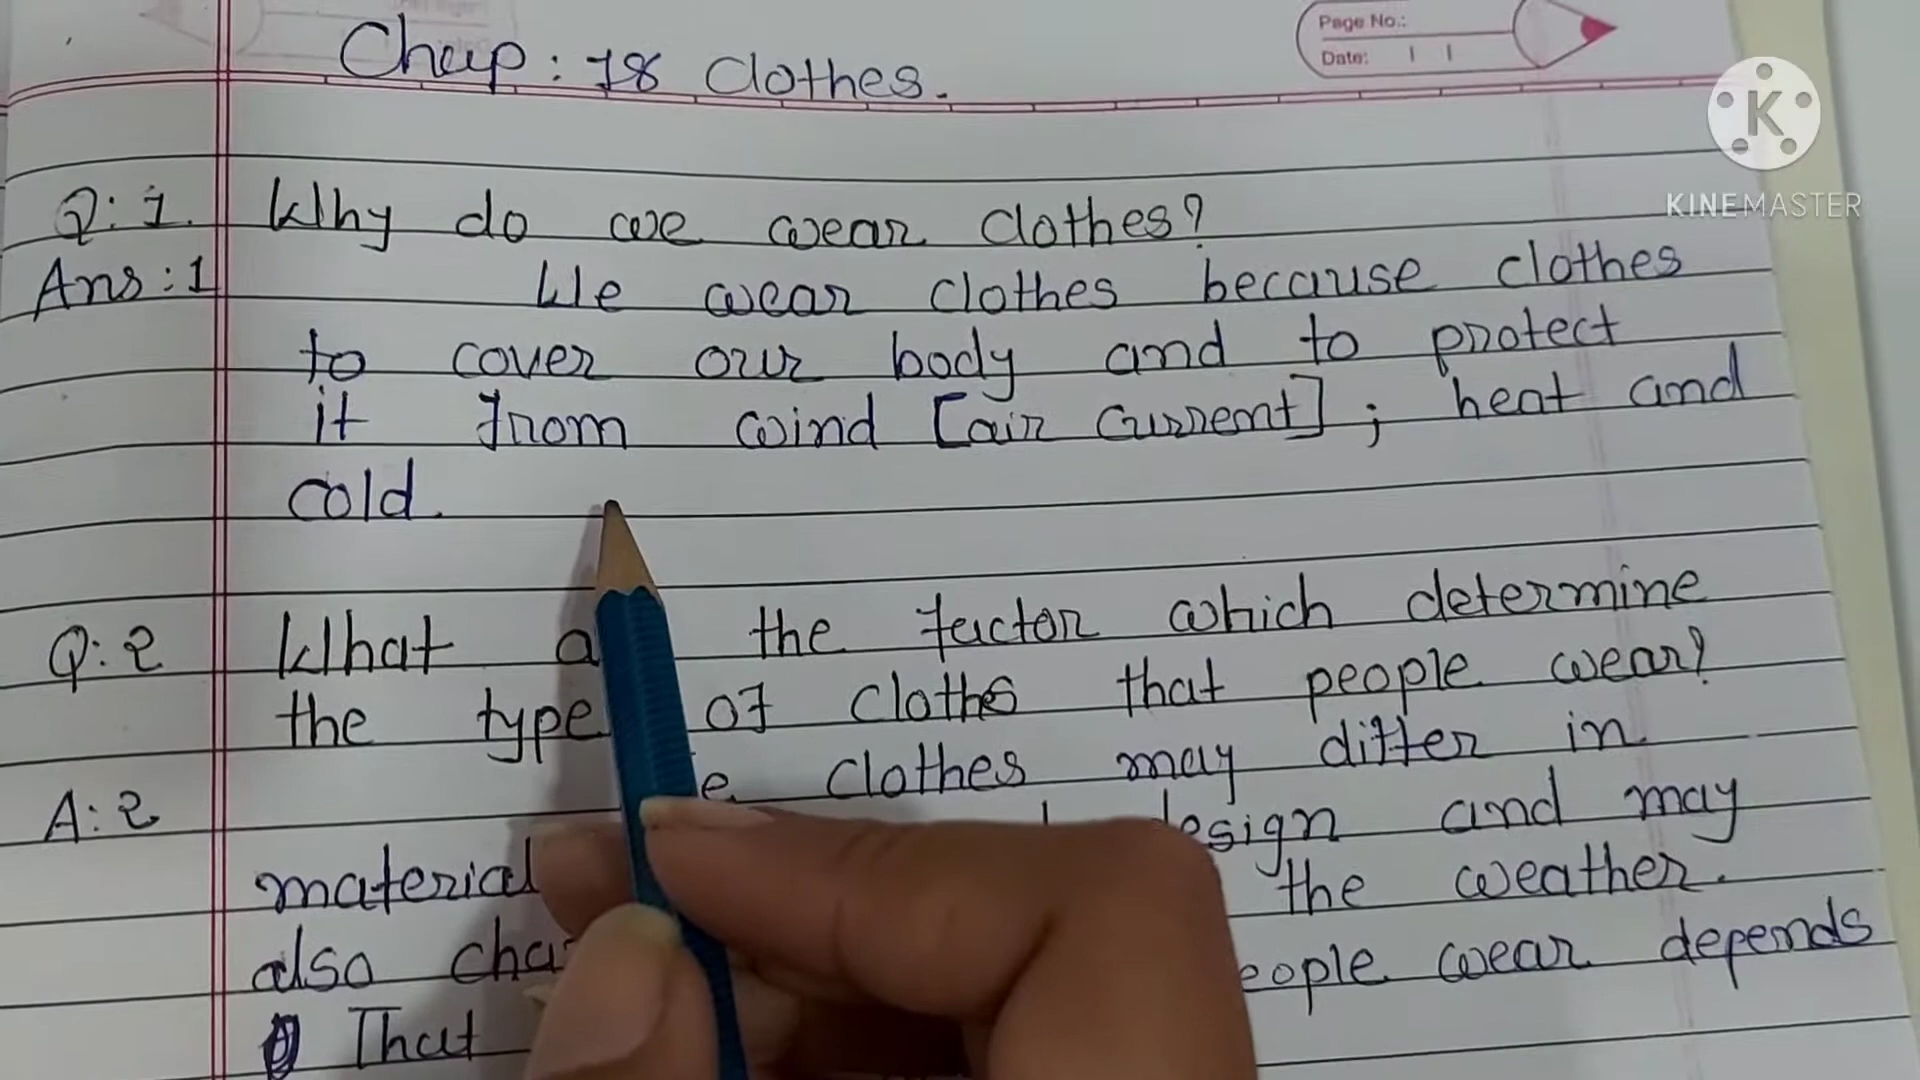 Page No.:
Date:
Chap: 18 Clothes.
K
KINEMASTER
Q: 1. Why do we wear clothes?
Ans: 1 We wear clothes because clothes
to cover our body and to protect
it from wind [air Current] ; heat and
cold.
Q: 2 What the factor which determine
the type of cloths that people wear?
A: 2 clothes may differ in
material design and may
also the weather.
That wear depends